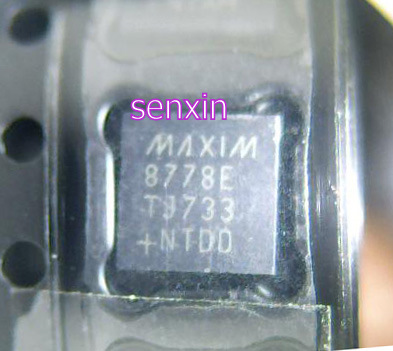 senxin
MAXIM
8778E
TJ733
+NTDD